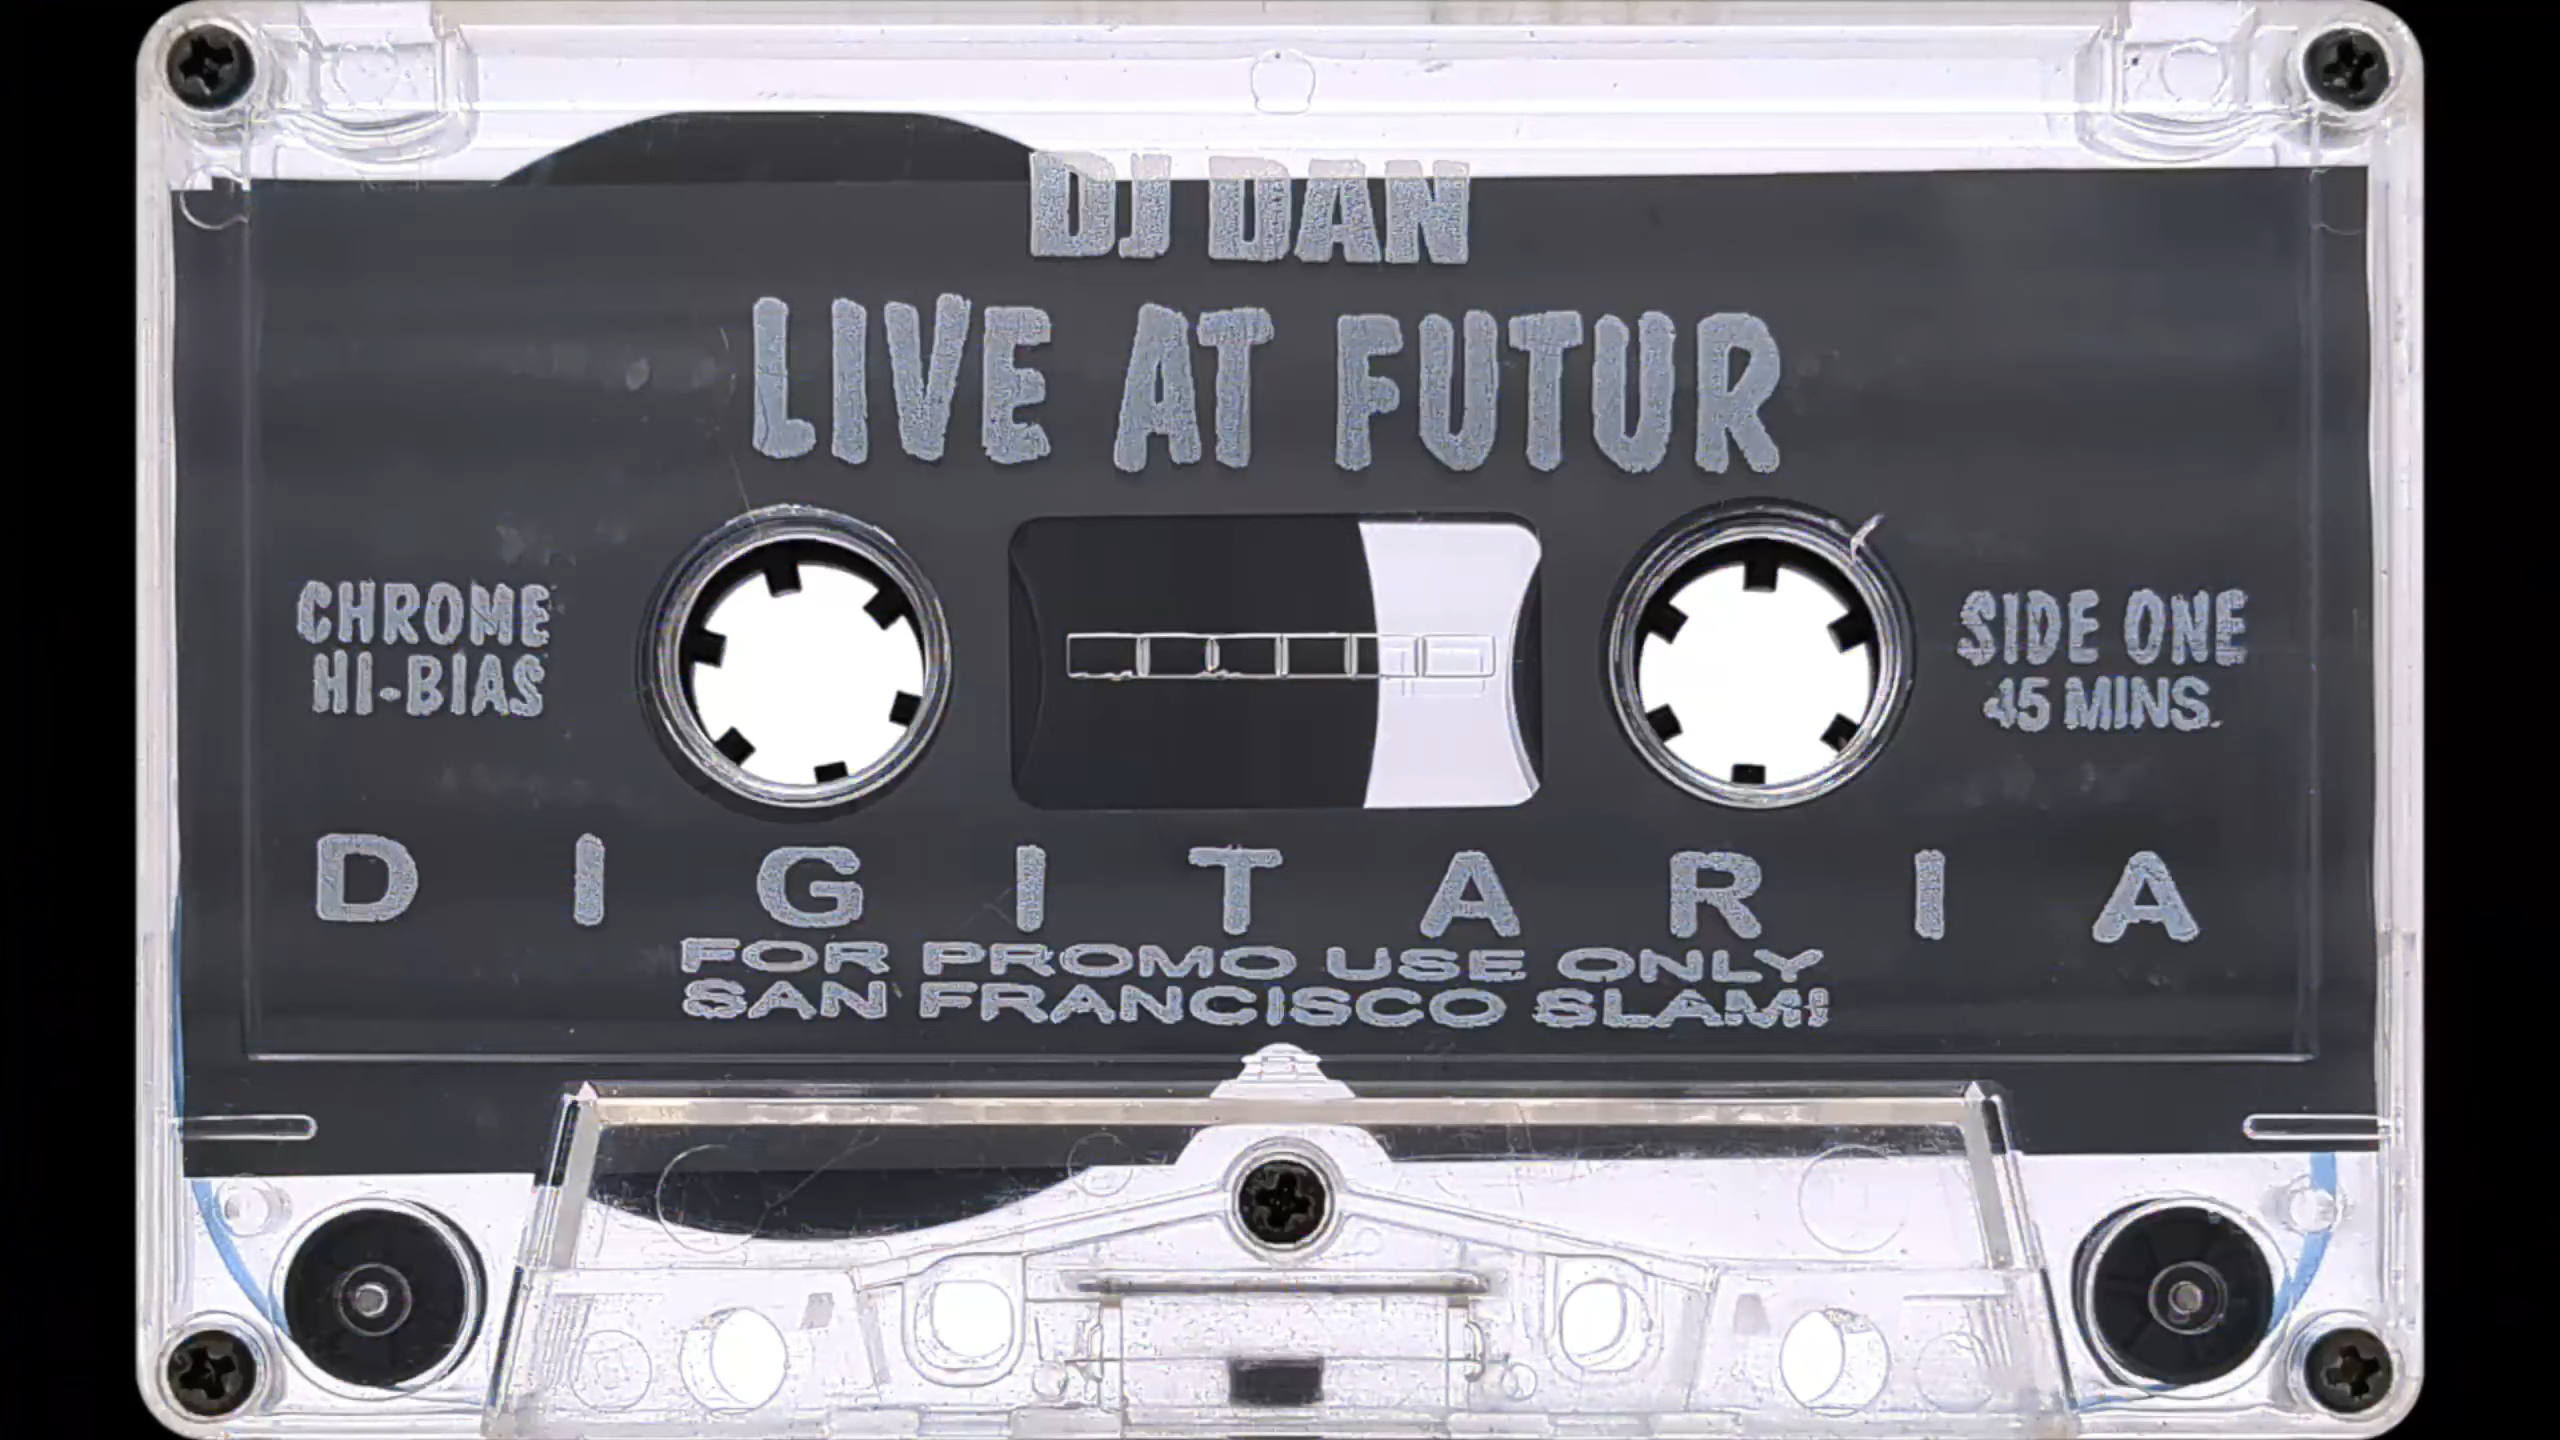 DJ DAN
LIVE AT FUTUR
CHROME
HI-BIAS
SIDE ONE
45 MINS.
DIGITARIA
FOR PROMO USE ONLY
SAN FRANCISCO SLAM!